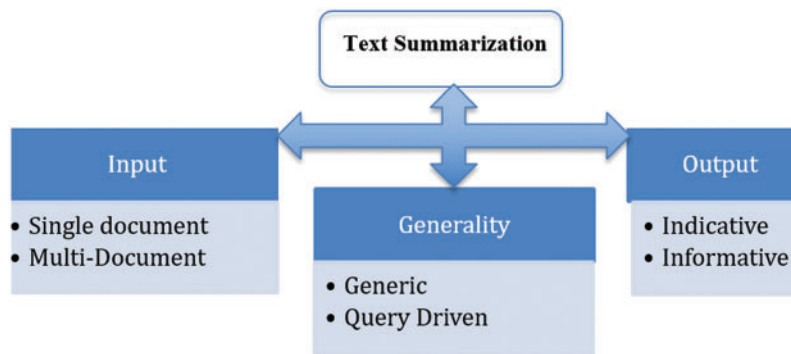 Text Summarization
Input
• Single document
• Multi-Document
Generality
• Generic
• Query Driven
Output
• Indicative
• Informative